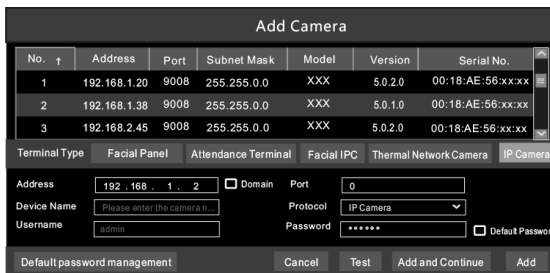 Add Camera
No. ↑ Address Port Subnet Mask Model Version Serial No.
1 192.168.1.20 9008 255.255.0.0 XXX 5.0.2.0 00:18:AE:56:xx:xx
2 192.168.1.38 9008 255.255.0.0 XXX 5.0.1.0 00:18:AE:56:xx:xx
3 192.168.2.45 9008 255.255.0.0 XXX 5.0.2.0 00:18:AE:56:xx:xx
Terminal Type Facial Panel Attendance Terminal Facial IPC Thermal Network Camera IP Camera
Address 192 . 168 . 1 . 2 Domain Port 0
Device Name Please enter the camera n... Protocol IP Camera
Username admin Password ●●●●●● Default Passwor
Default password management Cancel Test Add and Continue Add